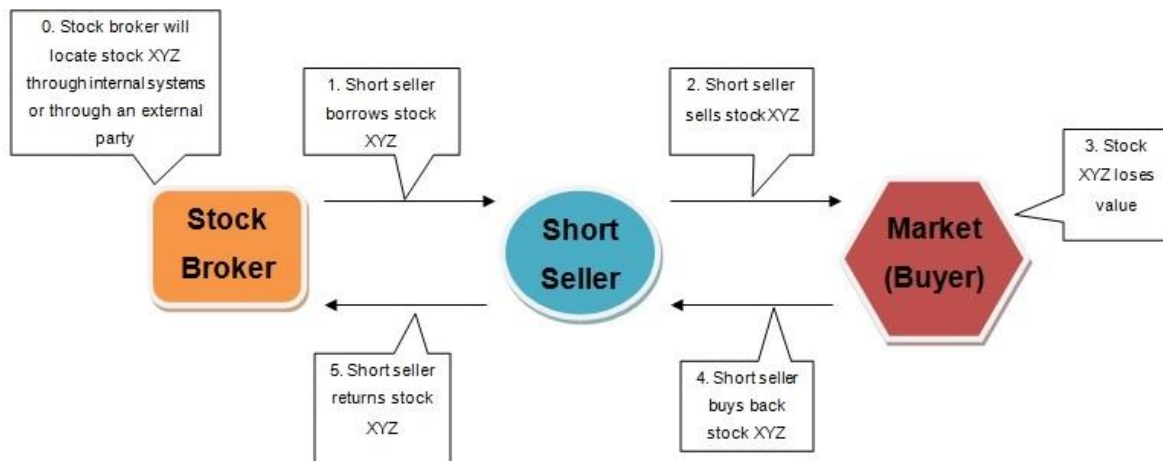 0. Stock broker will
locate stock XYZ
through internal systems
or through an external
party
1. Short seller
borrows stock
XYZ
2. Short seller
sells stock XYZ
3. Stock
XYZ loses
value
Stock
Broker
Short
Seller
Market
(Buyer)
5. Short seller
returns stock
XYZ
4. Short seller
buys back
stock XYZ